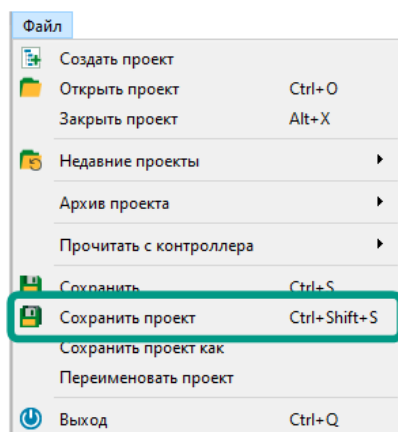 Файл
Создать проект
Открыть проект Ctrl+O
Закрыть проект Alt+X
Недавние проекты
Архив проекта
Прочитать с контроллера
Сохранить Ctrl+S
Сохранить проект Ctrl+Shift+S
Сохранить проект как
Переименовать проект
Выход Ctrl+Q